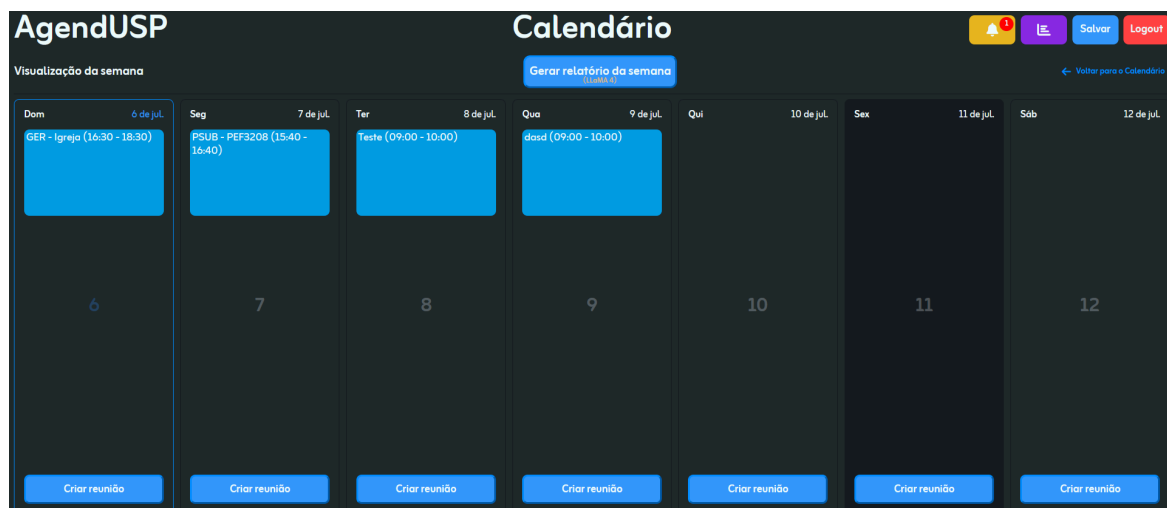 AgendUSP
Calendário
1
Salvar
Logout
Visualização da semana
Gerar relatório da semana
(LLaMA 4)
← Voltar para o Calendário
Dom 6 de jul.
GER - Igreja (16:30 - 18:30)
6
Criar reunião
Seg 7 de jul.
PSUB - PEF3208 (15:40 -
16:40)
7
Criar reunião
Ter 8 de jul.
Teste (09:00 - 10:00)
8
Criar reunião
Qua 9 de jul.
dasd (09:00 - 10:00)
9
Criar reunião
Qui 10 de jul.
10
Criar reunião
Sex 11 de jul.
11
Criar reunião
Sáb 12 de jul.
12
Criar reunião